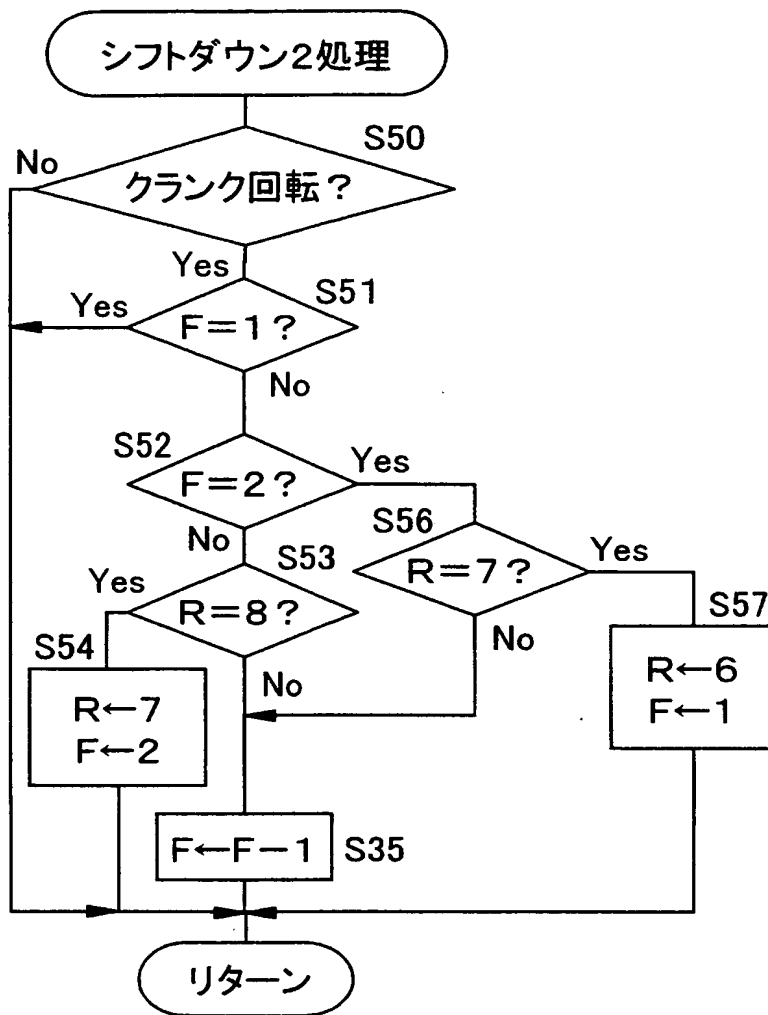 シフトダウン2処理
S50
No
クランク回転?
Yes
S51
Yes
F=1?
No
S52
F=2?
Yes
No
S53
S56
Yes
R=8?
R=7?
Yes
S54
No
No
S57
R←7
F←2
R←6
F←1
F←F-1
S35
リターン